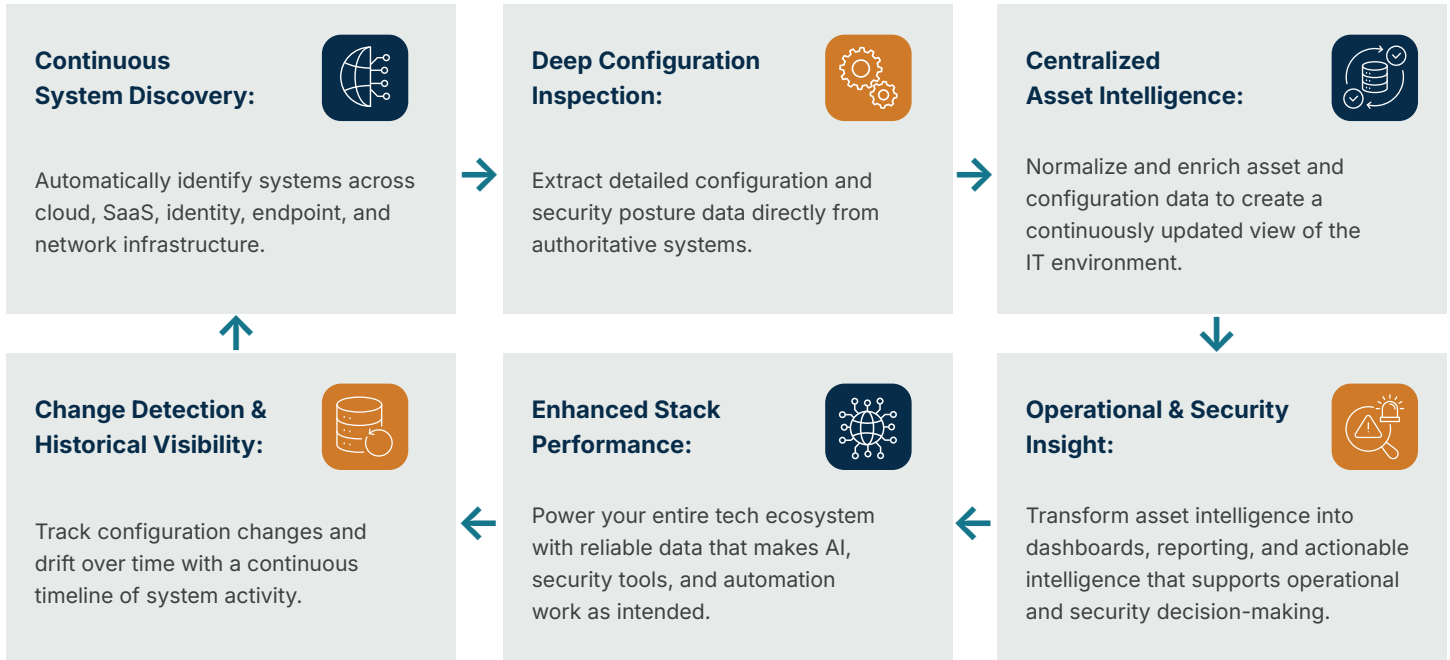 Continuous
System Discovery:
Automatically identify systems across
cloud, SaaS, identity, endpoint, and
network infrastructure.
Deep Configuration
Inspection:
Extract detailed configuration and
security posture data directly from
authoritative systems.
Centralized
Asset Intelligence:
Normalize and enrich asset and
configuration data to create a
continuously updated view of the
IT environment.
Operational & Security
Insight:
Transform asset intelligence into
dashboards, reporting, and actionable
intelligence that supports operational
and security decision-making.
Enhanced Stack
Performance:
Power your entire tech ecosystem
with reliable data that makes AI,
security tools, and automation
work as intended.
Change Detection &
Historical Visibility:
Track configuration changes and
drift over time with a continuous
timeline of system activity.